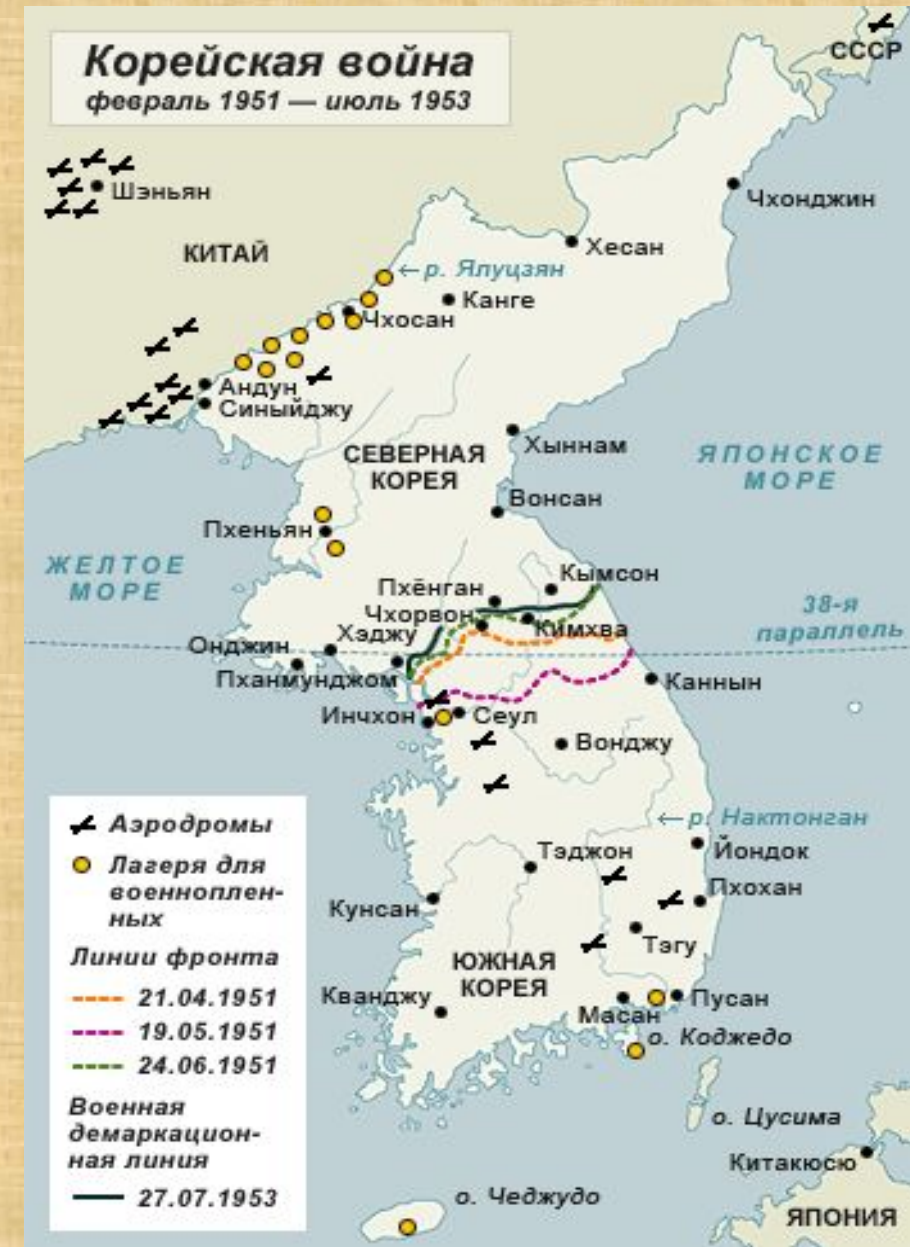 Корейская война
февраль 1951 — июль 1953
СССР
Шэньян
Чхонджин
КИТАЙ
Хесан
← р. Ялуцзян
Канге
Чхосан
Андун
Синыйджу
Хыннам
СЕВЕРНАЯ
КОРЕЯ
ЯПОНСКОЕ
МОРЕ
Вонсан
Пхеньян
ЖЕЛТОЕ
МОРЕ
Кымсон
Пхёнган
Чхорвон
Кимхва
38-я
параллель
Хэджу
Онджин
Пханмунджом
Каннын
Инчхон
Сеул
Вонджу
← р. Нактонган
Йондок
Тэджон
Пхохан
Кунсан
Тэгу
ЮЖНАЯ
КОРЕЯ
Кванджу
Масан
Пусан
о. Коджедо
о. Цусима
Китакюсю
о. Чеджудо
ЯПОНИЯ
Аэродромы
Лагеря для
военноплен-
ных
Линии фронта
21.04.1951
19.05.1951
24.06.1951
Военная
демаркацион-
ная линия
27.07.1953